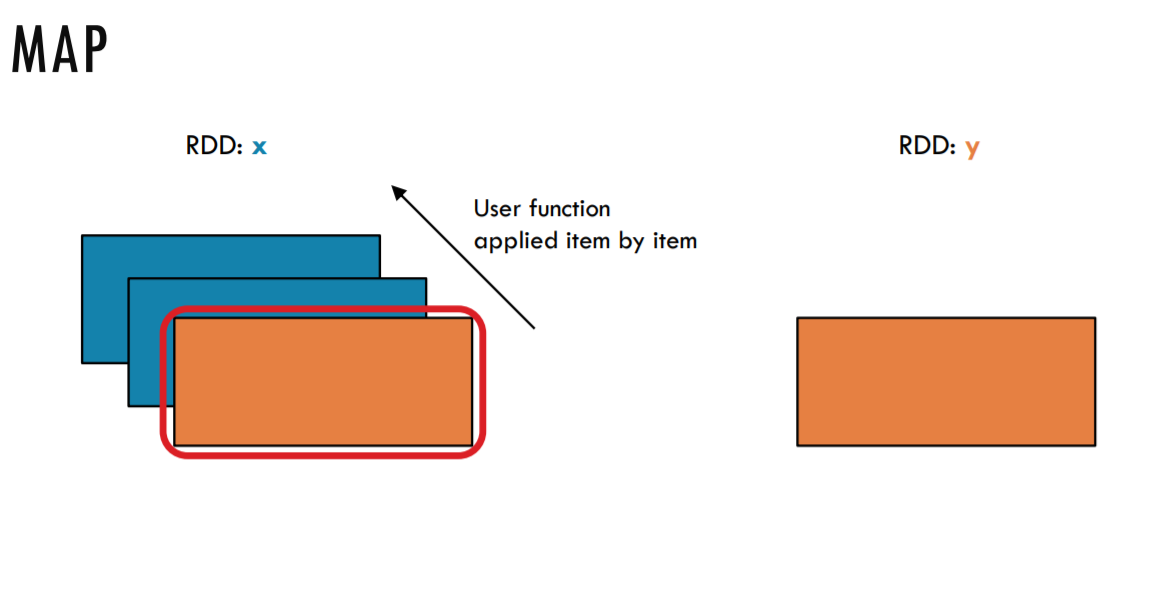 MAP
RDD: x
RDD: y
User function
applied item by item